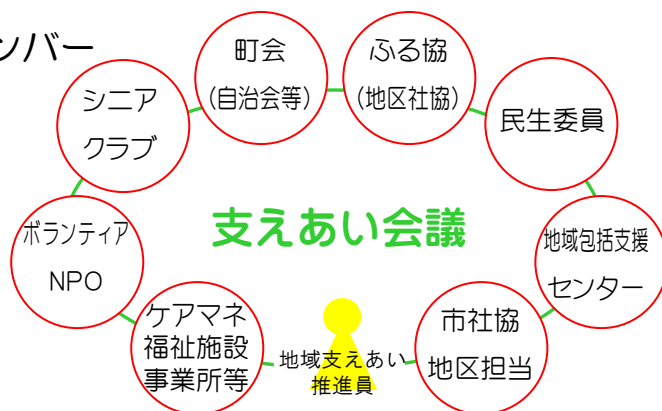 ンバー
町会
(自治会等)
ふる協
(地区社協)
シニア
クラブ
民生委員
支えあい会議
ボランティア
NPO
地域包括支援
センター
ケアマネ
福祉施設
事業所等
地域支えあい
推進員
市社協
地区担当